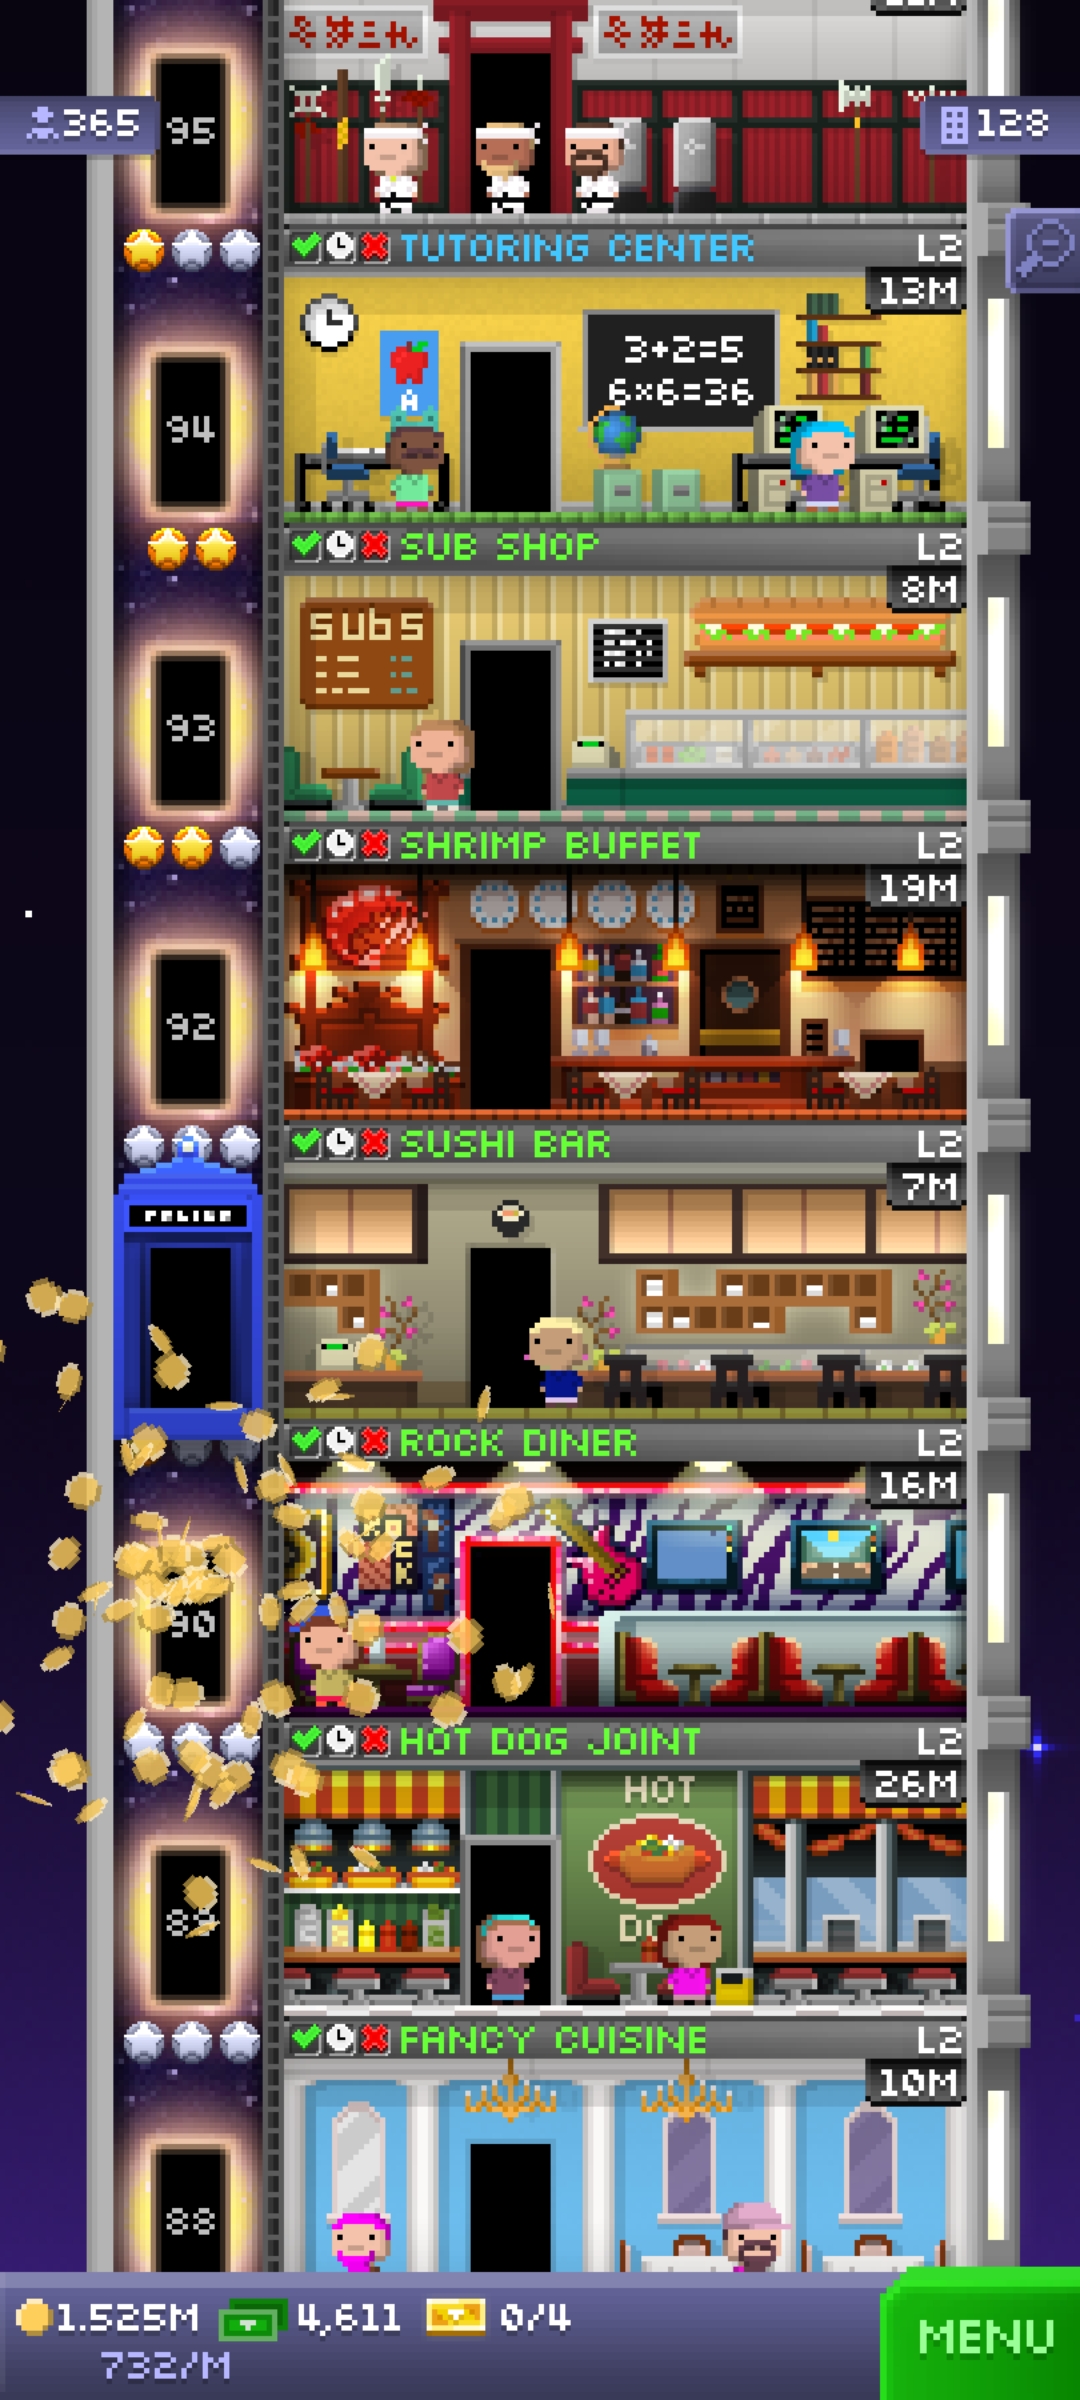 95
365
128
TUTORING CENTER
L2
13M
3+2=5
6×6=36
A
94
SUB SHOP
L2
8M
SUBS
93
SHRIMP BUFFET
L2
19M
92
SUSHI BAR
L2
7M
POLICE
ROCK DINER
L2
16M
90
HOT DOG JOINT
L2
26M
HOT
DOG
89
FANCY CUISINE
L2
10M
88
1.525M
4,611
0/4
732/M
MENU